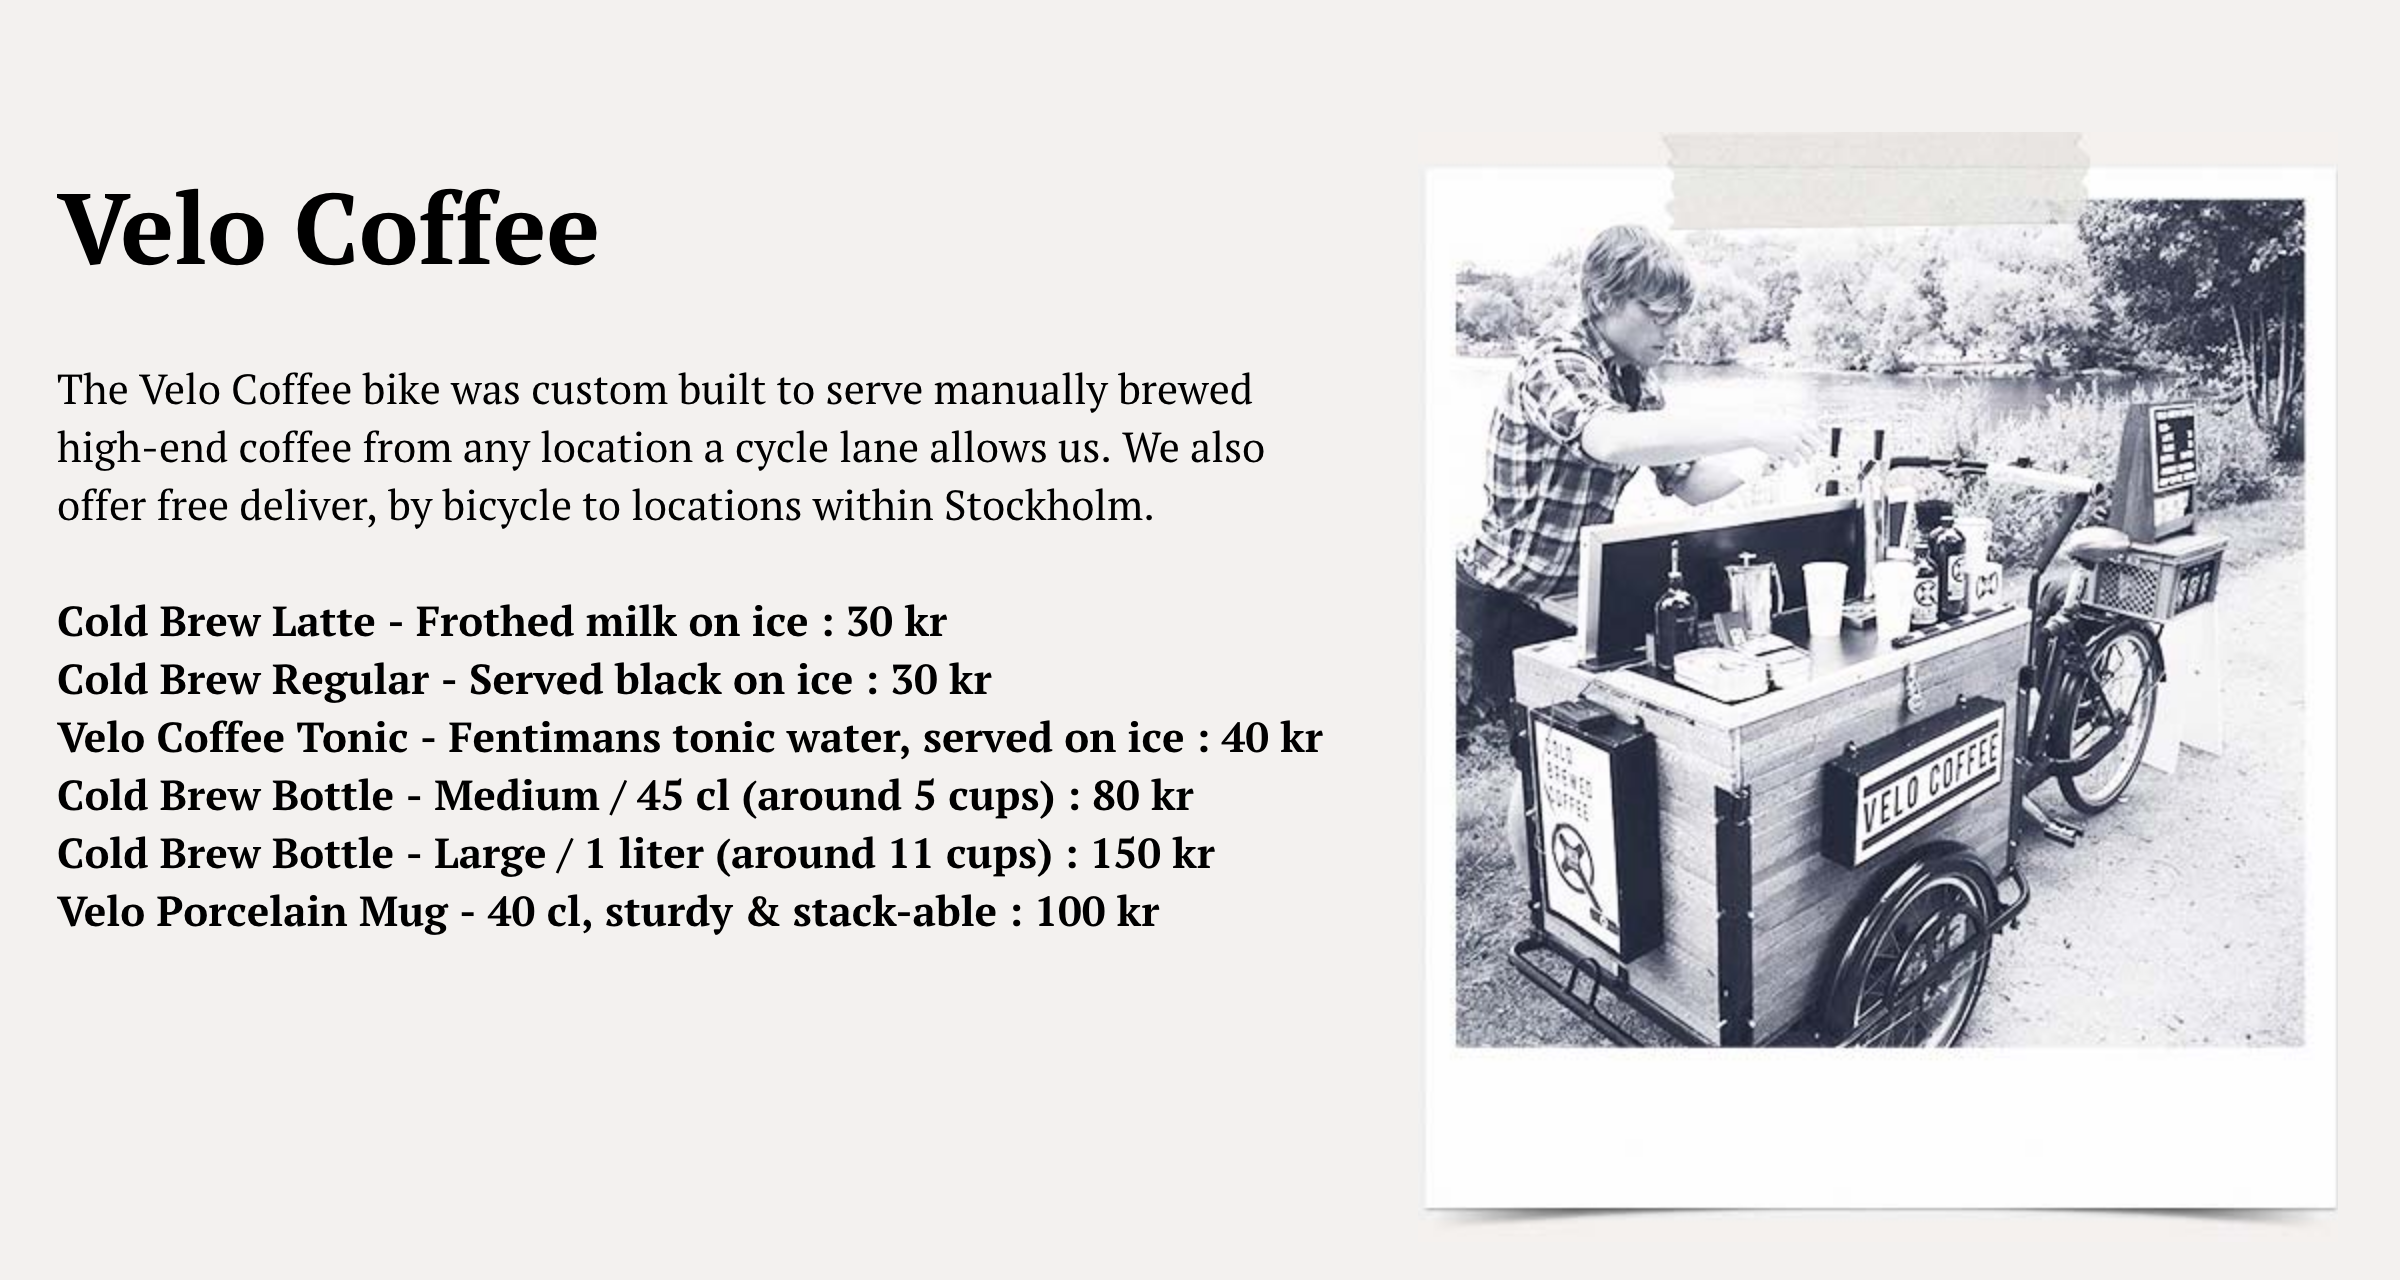 Velo Coffee
The Velo Coffee bike was custom built to serve manually brewed
high-end coffee from any location a cycle lane allows us. We also
offer free deliver, by bicycle to locations within Stockholm.
Cold Brew Latte - Frothed milk on ice : 30 kr
Cold Brew Regular - Served black on ice : 30 kr
Velo Coffee Tonic - Fentimans tonic water, served on ice : 40 kr
Cold Brew Bottle - Medium / 45 cl (around 5 cups) : 80 kr
Cold Brew Bottle - Large / 1 liter (around 11 cups) : 150 kr
Velo Porcelain Mug - 40 cl, sturdy & stack-able : 100 kr
COLD
BREWED
COFFEE
VELO COFFEE